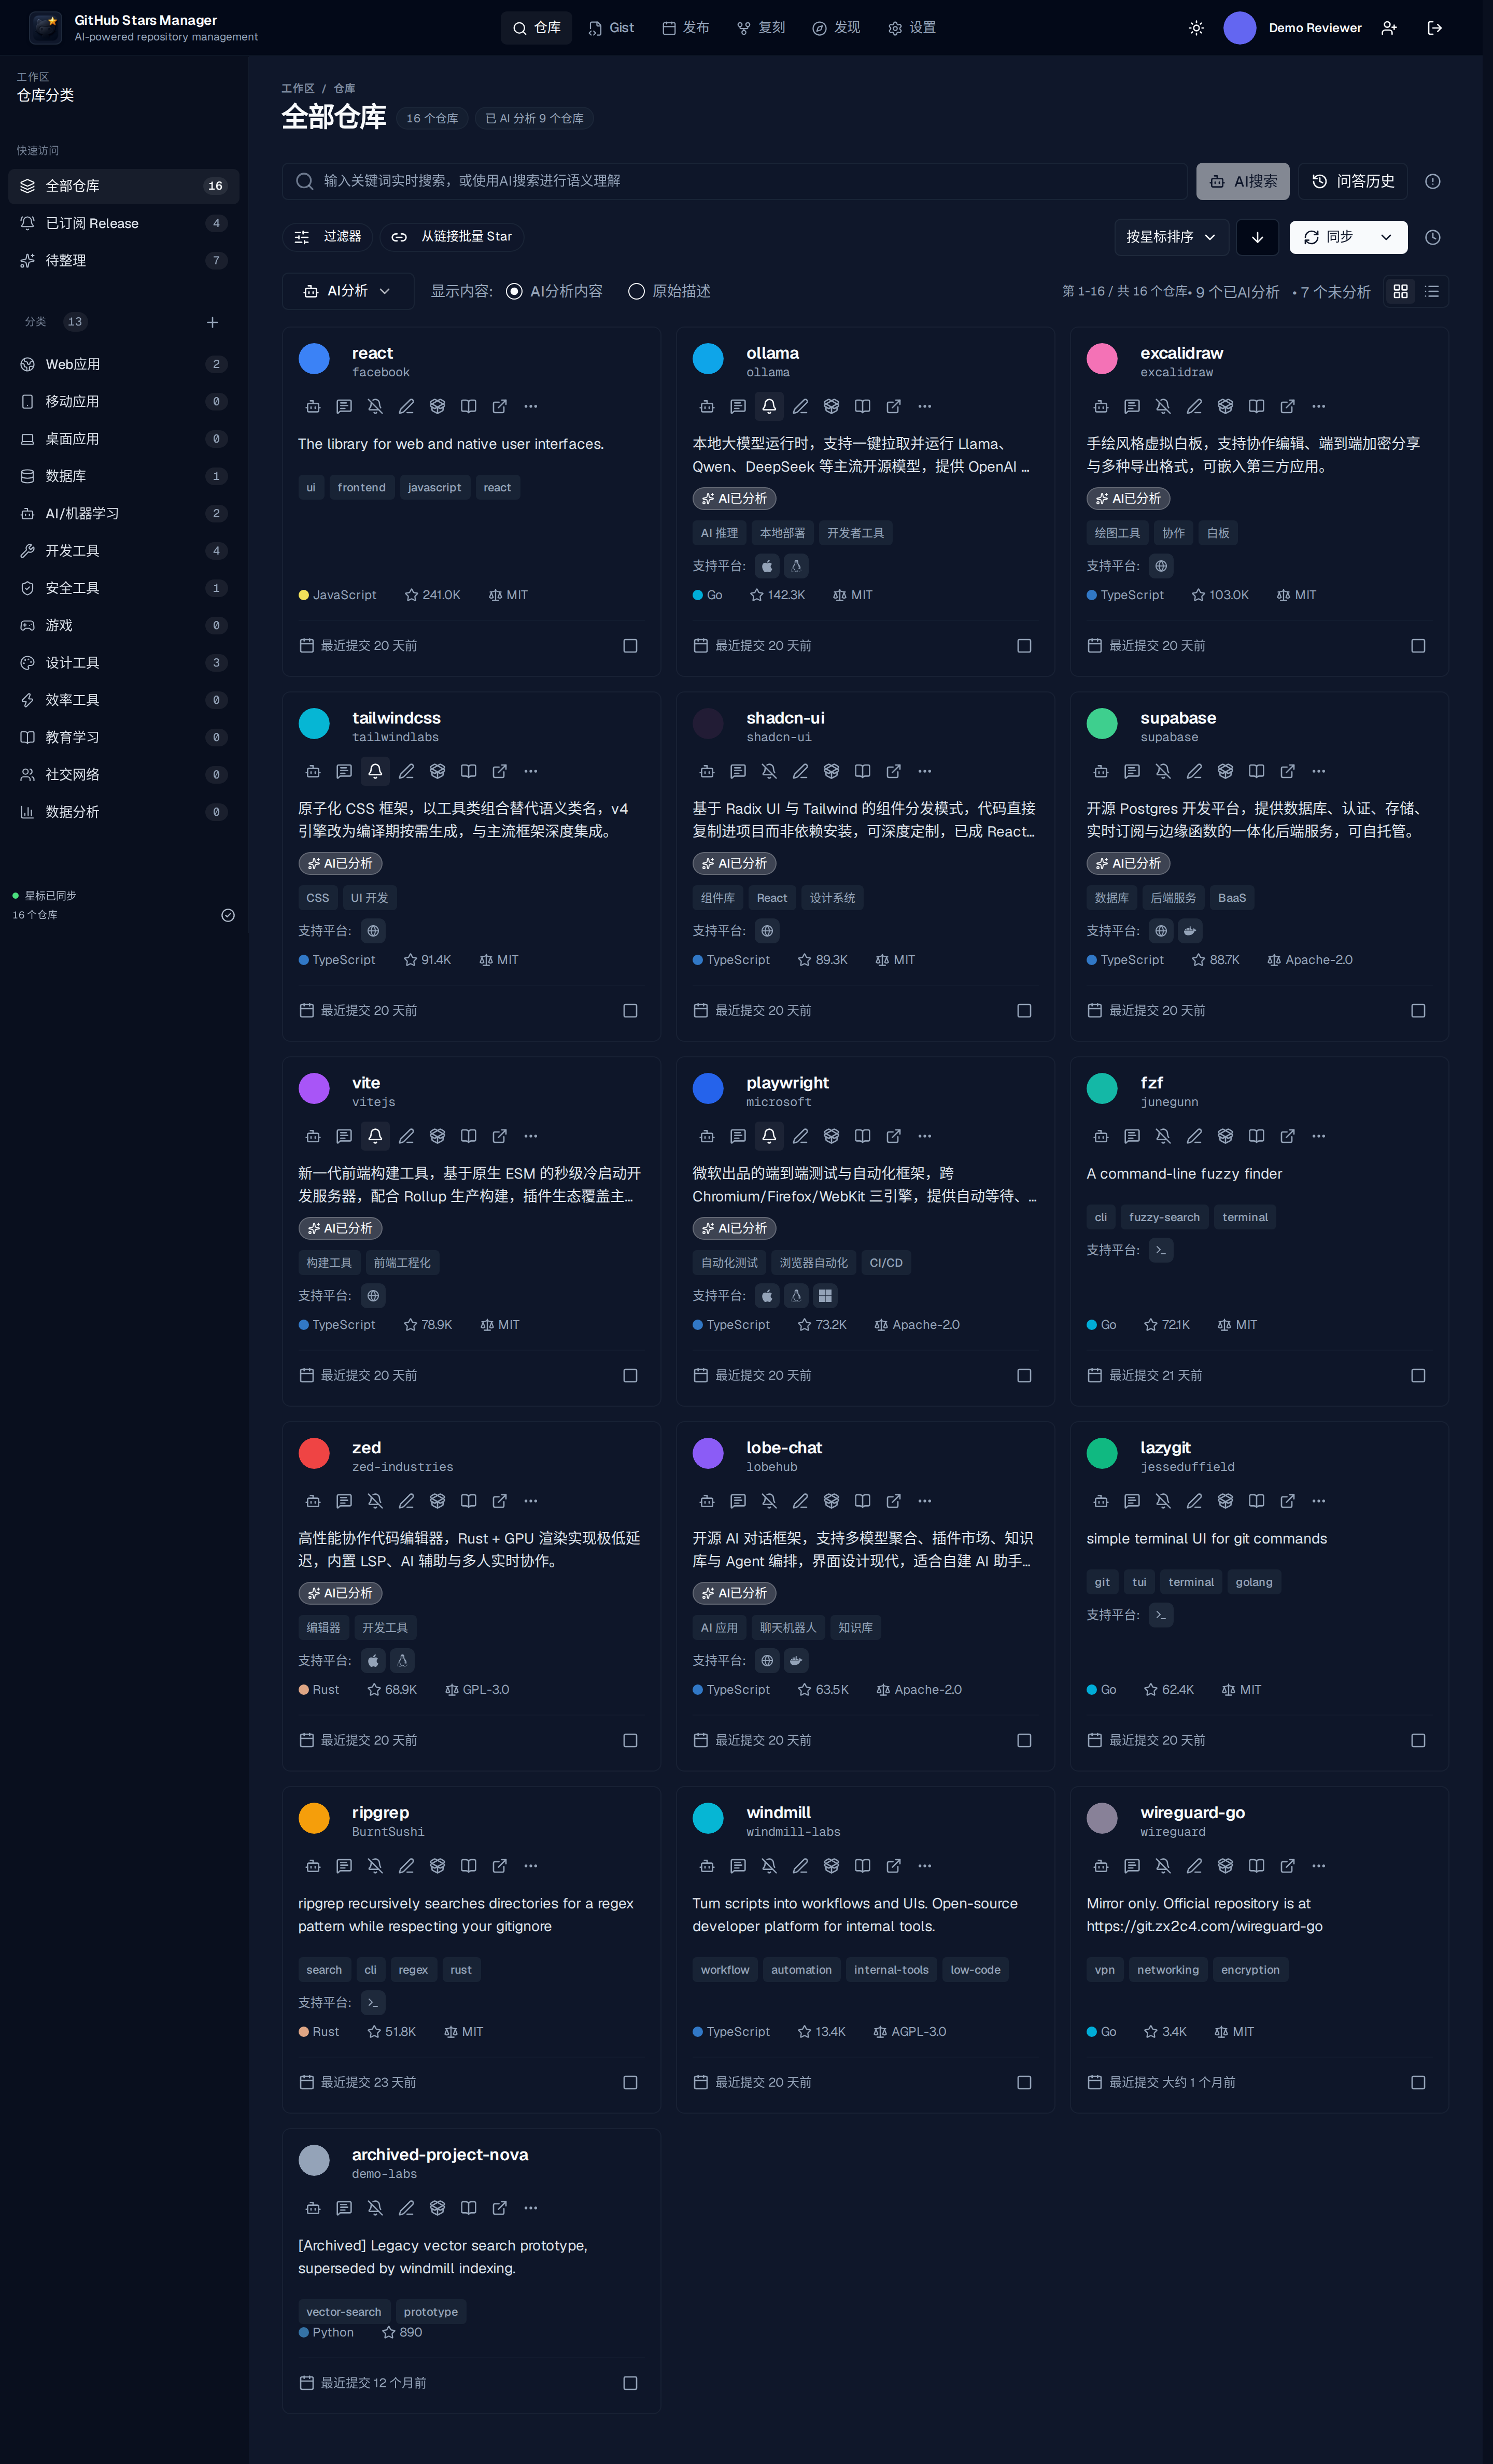 GitHub Stars Manager
AI-powered repository management
仓库
Gist
发布
复刻
发现
设置
Demo Reviewer
工作区
仓库分类
快速访问
全部仓库 16
已订阅 Release 4
待整理 7
分类 13
Web应用 2
移动应用 0
桌面应用 0
数据库 1
AI/机器学习 2
开发工具 4
安全工具 1
游戏 0
设计工具 3
效率工具 0
教育学习 0
社交网络 0
数据分析 0
星标已同步
16 个仓库
工作区 / 仓库
全部仓库 16 个仓库 已 AI 分析 9 个仓库
输入关键词实时搜索，或使用AI搜索进行语义理解
AI搜索
问答历史
过滤器
从链接批量 Star
按星标排序
同步
AI分析
显示内容: AI分析内容 原始描述
第 1-16 / 共 16 个仓库• 9 个已AI分析 • 7 个未分析
react
facebook
The library for web and native user interfaces.
ui frontend javascript react
JavaScript 241.0K MIT
最近提交 20 天前
ollama
ollama
本地大模型运行时，支持一键拉取并运行 Llama、
Qwen、DeepSeek 等主流开源模型，提供 OpenAI ...
AI已分析
AI 推理 本地部署 开发者工具
支持平台:
Go 142.3K MIT
最近提交 20 天前
excalidraw
excalidraw
手绘风格虚拟白板，支持协作编辑、端到端加密分享
与多种导出格式，可嵌入第三方应用。
AI已分析
绘图工具 协作 白板
支持平台:
TypeScript 103.0K MIT
最近提交 20 天前
tailwindcss
tailwindlabs
原子化 CSS 框架，以工具类组合替代语义类名，v4
引擎改为编译期按需生成，与主流框架深度集成。
AI已分析
CSS UI 开发
支持平台:
TypeScript 91.4K MIT
最近提交 20 天前
shadcn-ui
shadcn-ui
基于 Radix UI 与 Tailwind 的组件分发模式，代码直接
复制进项目而非依赖安装，可深度定制，已成 React...
AI已分析
组件库 React 设计系统
支持平台:
TypeScript 89.3K MIT
最近提交 20 天前
supabase
supabase
开源 Postgres 开发平台，提供数据库、认证、存储、
实时订阅与边缘函数的一体化后端服务，可自托管。
AI已分析
数据库 后端服务 BaaS
支持平台:
TypeScript 88.7K Apache-2.0
最近提交 20 天前
vite
vitejs
新一代前端构建工具，基于原生 ESM 的秒级冷启动开
发服务器，配合 Rollup 生产构建，插件生态覆盖主...
AI已分析
构建工具 前端工程化
支持平台:
TypeScript 78.9K MIT
最近提交 20 天前
playwright
microsoft
微软出品的端到端测试与自动化框架，跨
Chromium/Firefox/WebKit 三引擎，提供自动等待、...
AI已分析
自动化测试 浏览器自动化 CI/CD
支持平台:
TypeScript 73.2K Apache-2.0
最近提交 20 天前
fzf
junegunn
A command-line fuzzy finder
cli fuzzy-search terminal
支持平台:
Go 72.1K MIT
最近提交 21 天前
zed
zed-industries
高性能协作代码编辑器，Rust + GPU 渲染实现极低延
迟，内置 LSP、AI 辅助与多人实时协作。
AI已分析
编辑器 开发工具
支持平台:
Rust 68.9K GPL-3.0
最近提交 20 天前
lobe-chat
lobehub
开源 AI 对话框架，支持多模型聚合、插件市场、知识
库与 Agent 编排，界面设计现代，适合自建 AI 助手...
AI已分析
AI 应用 聊天机器人 知识库
支持平台:
TypeScript 63.5K Apache-2.0
最近提交 20 天前
lazygit
jesseduffield
simple terminal UI for git commands
git tui terminal golang
支持平台:
Go 62.4K MIT
最近提交 20 天前
ripgrep
BurntSushi
ripgrep recursively searches directories for a regex
pattern while respecting your gitignore
search cli regex rust
支持平台:
Rust 51.8K MIT
最近提交 23 天前
windmill
windmill-labs
Turn scripts into workflows and UIs. Open-source
developer platform for internal tools.
workflow automation internal-tools low-code
TypeScript 13.4K AGPL-3.0
最近提交 20 天前
wireguard-go
wireguard
Mirror only. Official repository is at
https://git.zx2c4.com/wireguard-go
vpn networking encryption
Go 3.4K MIT
最近提交 大约 1 个月前
archived-project-nova
demo-labs
[Archived] Legacy vector search prototype,
superseded by windmill indexing.
vector-search prototype
Python 890
最近提交 12 个月前